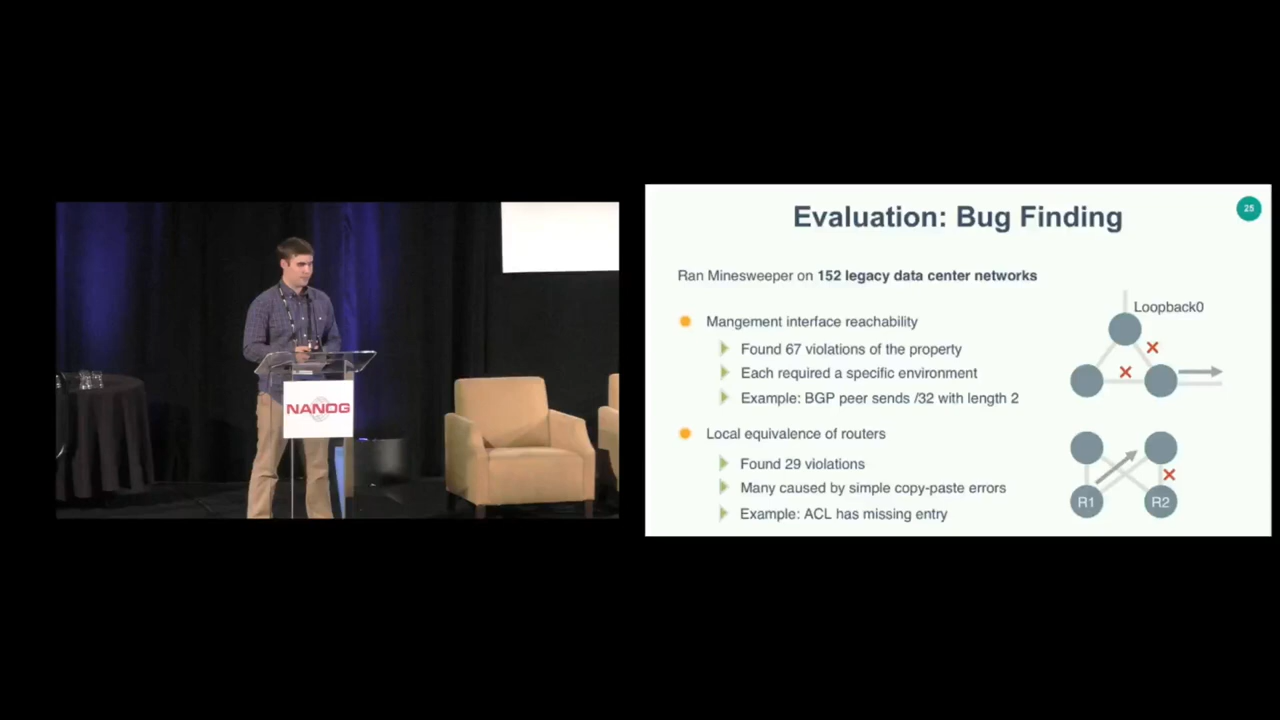 NANOG
25
Evaluation: Bug Finding
Ran Minesweeper on 152 legacy data center networks
Mangement interface reachability
Found 67 violations of the property
Each required a specific environment
Example: BGP peer sends /32 with length 2
Local equivalence of routers
Found 29 violations
Many caused by simple copy-paste errors
Example: ACL has missing entry
Loopback0
R1
R2